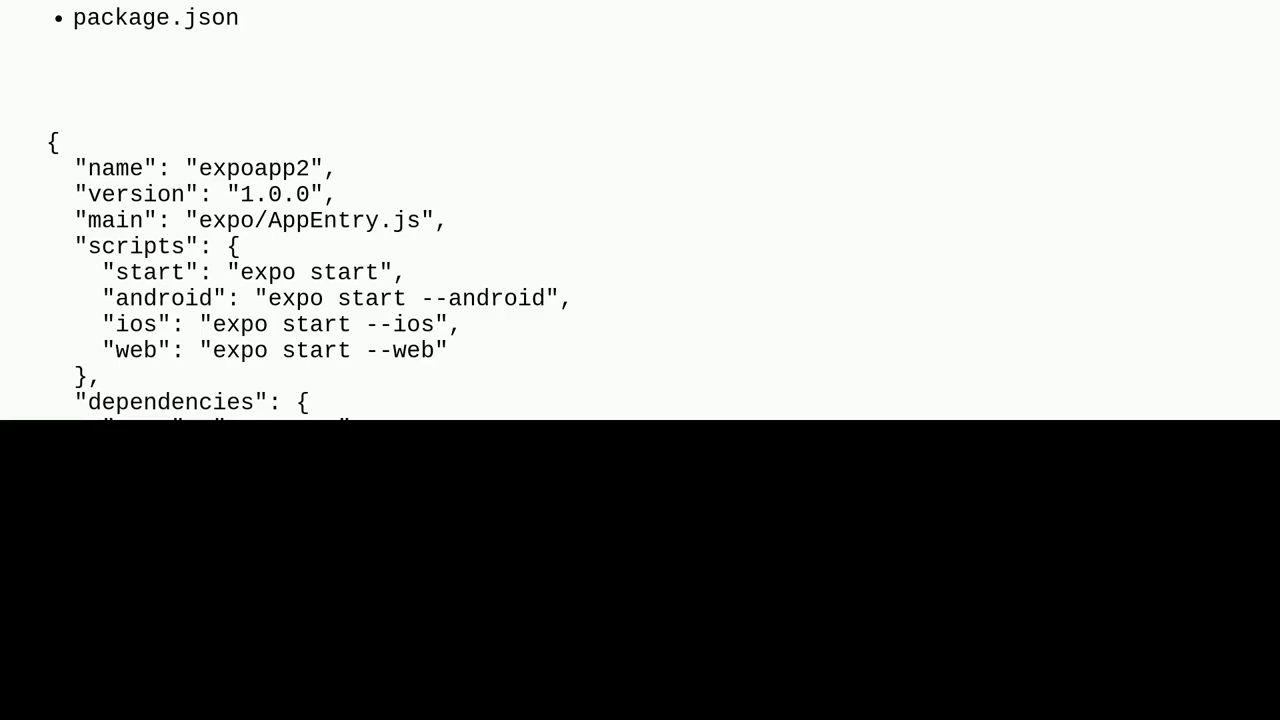 • package.json
{
  "name": "expoapp2",
  "version": "1.0.0",
  "main": "expo/AppEntry.js",
  "scripts": {
    "start": "expo start",
    "android": "expo start --android",
    "ios": "expo start --ios",
    "web": "expo start --web"
  },
  "dependencies": {